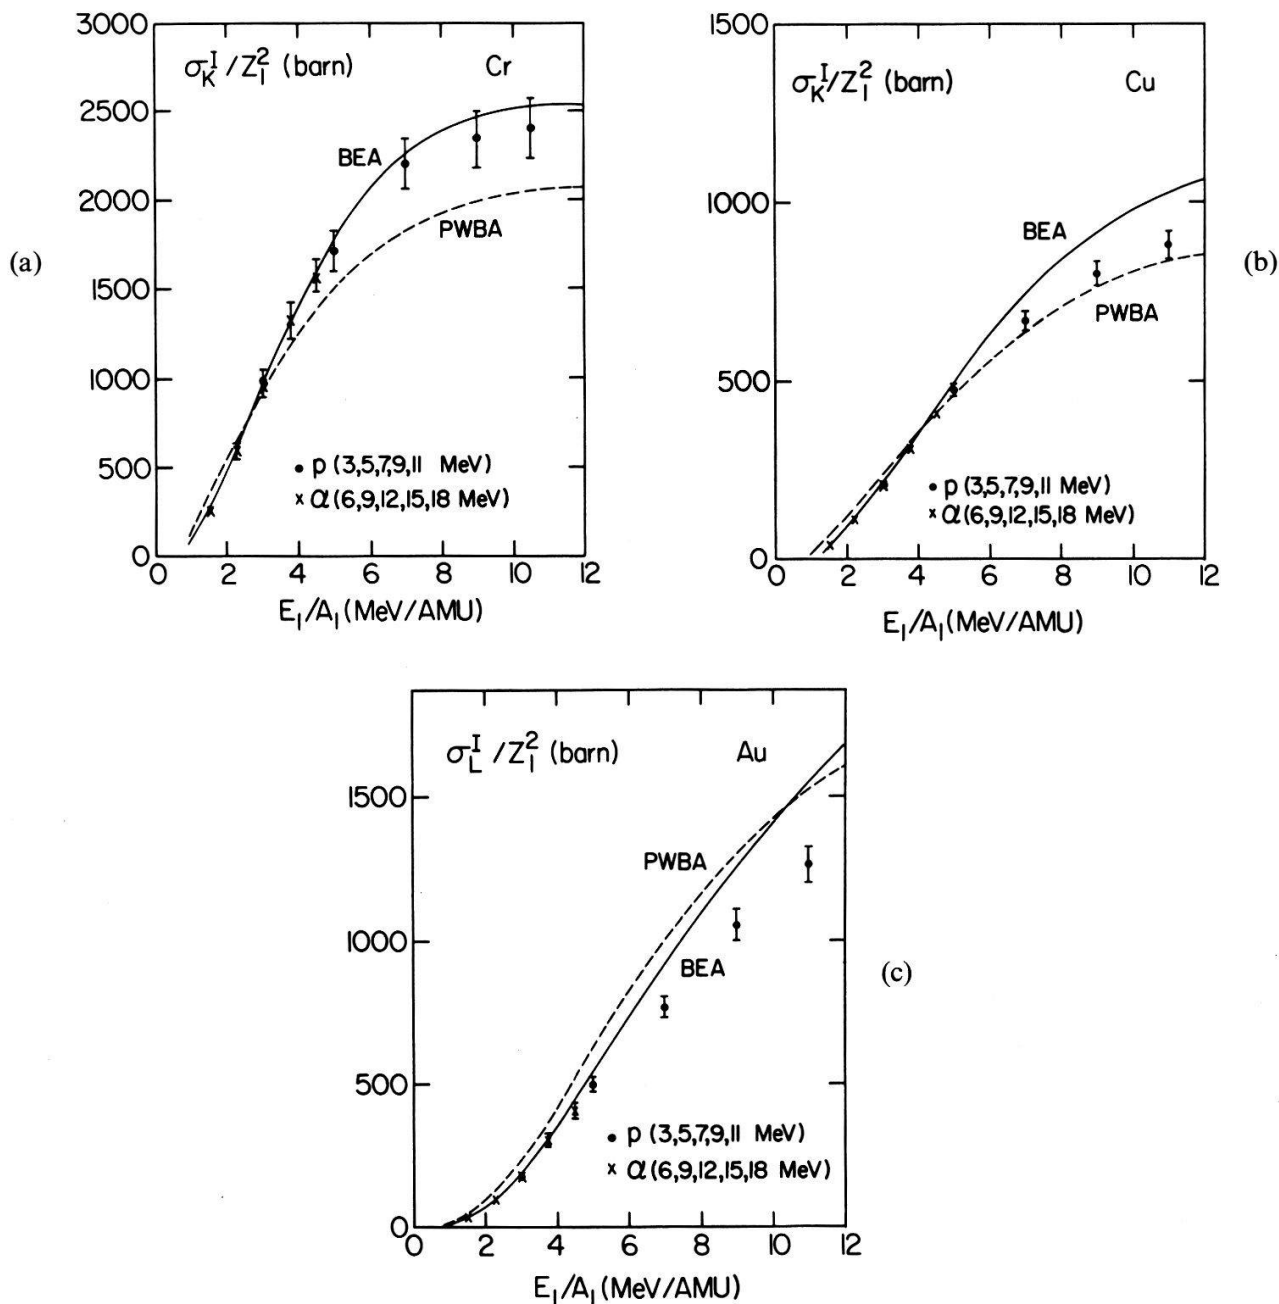 3000
σ_K^I/Z_1^2 (barn) Cr
2500
BEA
2000
PWBA
(a)
1500
1000
• p (3,5,7,9,11 MeV)
500
x α (6,9,12,15,18 MeV)
0
0 2 4 6 8 10 12
E_1/A_1 (MeV/AMU)
1500
σ_K^I/Z_1^2 (barn) Cu
1000
BEA
(b)
PWBA
500
• p (3,5,7,9,11 MeV)
x α (6,9,12,15,18 MeV)
0
0 2 4 6 8 10 12
E_1/A_1 (MeV/AMU)
σ_L^I/Z_1^2 (barn) Au
1500
PWBA
1000
BEA
(c)
500
• p (3,5,7,9,11 MeV)
x α (6,9,12,15,18 MeV)
0
0 2 4 6 8 10 12
E_1/A_1 (MeV/AMU)